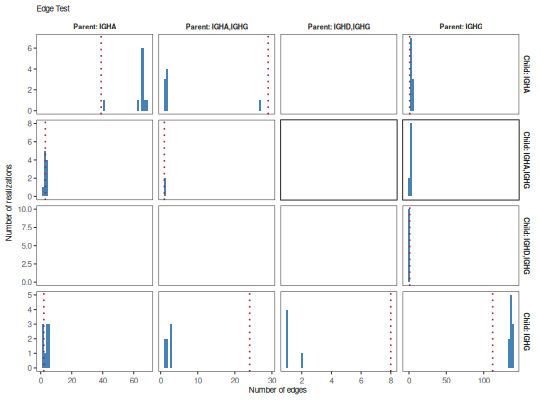 Edge Test
Parent: IGHA
Parent: IGHA,IGHG
Parent: IGHD,IGHG
Parent: IGHG
6
4
2
0
Child: IGHA
8
6
4
2
0
Child: IGHA,IGHG
10.0
7.5
5.0
2.5
0.0
Child: IGHD,IGHG
5
4
3
2
1
0
Child: IGHG
0 20 40 60
0 10 20 30
2 4 6 8
0 50 100
Number of realizations
Number of edges